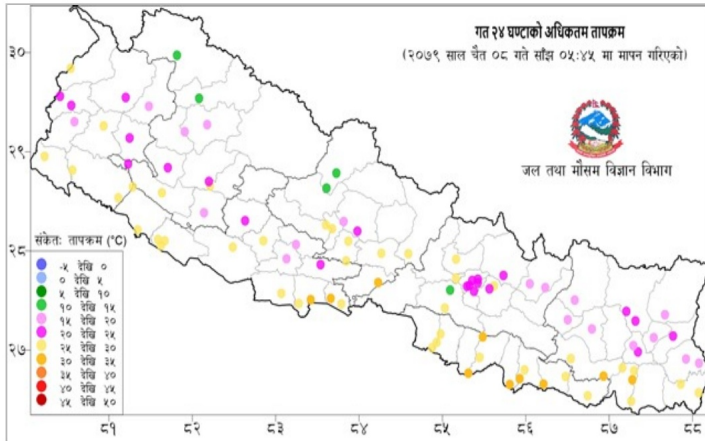 गत २४ घण्टाको अधिकतम तापक्रम
(२०७९ साल चैत ०८ गते साँझ ०५:४५ मा मापन गरिएको)
जल तथा मौसम विज्ञान विभाग
३०
२९
२८
२७
संकेतः तापक्रम (°C)
-५ देखि ०
० देखि ५
५ देखि १०
१० देखि १५
१५ देखि २०
२० देखि २५
२५ देखि ३०
३० देखि ३५
३५ देखि ४०
४० देखि ४५
४५ देखि ५०
८१ ८२ ८३ ८४ ८५ ८६ ८७ ८८